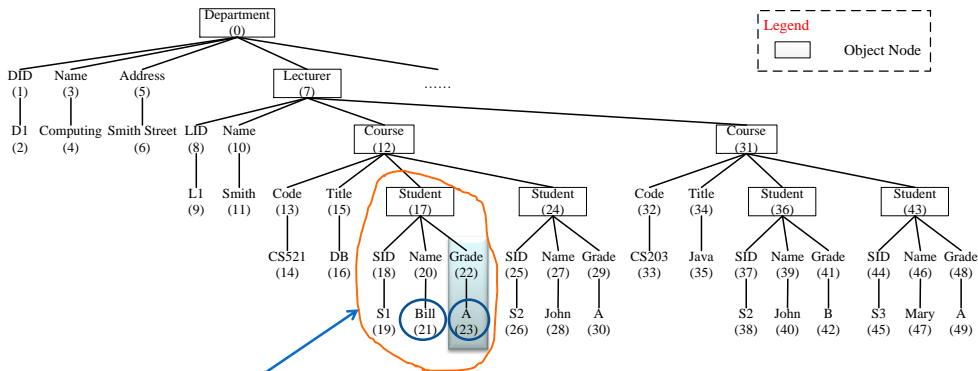 Department
(0)
Legend
Object Node
DID
(1)
Name
(3)
Address
(5)
Lecturer
(7)
......
D1
(2)
Computing
(4)
Smith Street
(6)
LID
(8)
Name
(10)
Course
(12)
Course
(31)
L1
(9)
Smith
(11)
Code
(13)
Title
(15)
Student
(17)
Student
(24)
Code
(32)
Title
(34)
Student
(36)
Student
(43)
CS521
(14)
DB
(16)
SID
(18)
Name
(20)
Grade
(22)
SID
(25)
Name
(27)
Grade
(29)
CS203
(33)
Java
(35)
SID
(37)
Name
(39)
Grade
(41)
SID
(44)
Name
(46)
Grade
(48)
S1
(19)
Bill
(21)
A
(23)
S2
(26)
John
(28)
A
(30)
S2
(38)
John
(40)
B
(42)
S3
(45)
Mary
(47)
A
(49)